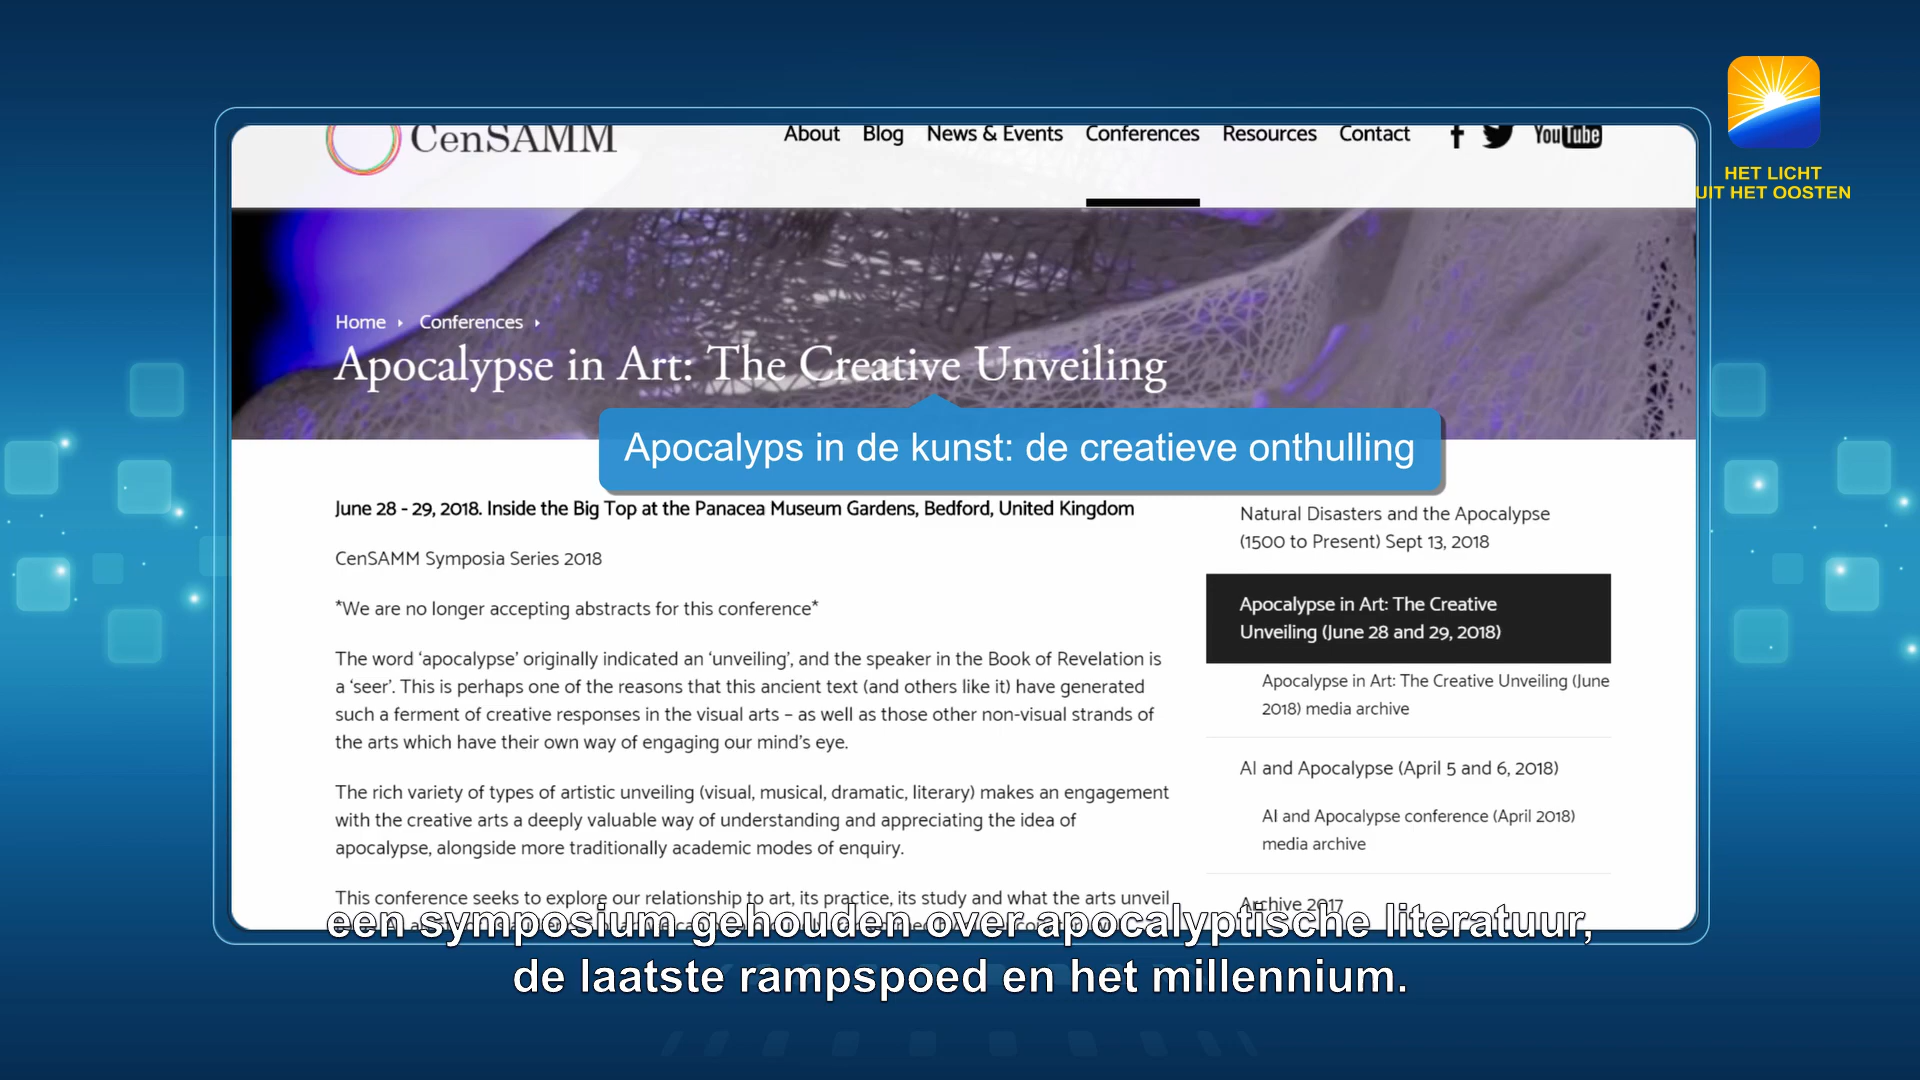 CenSAMM
About Blog News & Events Conferences Resources Contact
YouTube
HET LICHT
UIT HET OOSTEN
Home Conferences
Apocalypse in Art: The Creative Unveiling
Apocalyps in de kunst: de creatieve onthulling
June 28 - 29, 2018. Inside the Big Top at the Panacea Museum Gardens, Bedford, United Kingdom
CenSAMM Symposia Series 2018
*We are no longer accepting abstracts for this conference*
The word ‘apocalypse’ originally indicated an ‘unveiling’, and the speaker in the Book of Revelation is
a ‘seer’. This is perhaps one of the reasons that this ancient text (and others like it) have generated
such a ferment of creative responses in the visual arts – as well as those other non-visual strands of
the arts which have their own way of engaging our mind’s eye.
The rich variety of types of artistic unveiling (visual, musical, dramatic, literary) makes an engagement
with the creative arts a deeply valuable way of understanding and appreciating the idea of
apocalypse, alongside more traditionally academic modes of enquiry.
This conference seeks to explore our relationship to art, its practice, its study and what the arts unveil
Natural Disasters and the Apocalypse
(1500 to Present) Sept 13, 2018
Apocalypse in Art: The Creative
Unveiling (June 28 and 29, 2018)
Apocalypse in Art: The Creative Unveiling (June
2018) media archive
AI and Apocalypse (April 5 and 6, 2018)
AI and Apocalypse conference (April 2018)
media archive
Archive 2017
een symposium gehouden over apocalyptische literatuur,
de laatste rampspoed en het millennium.